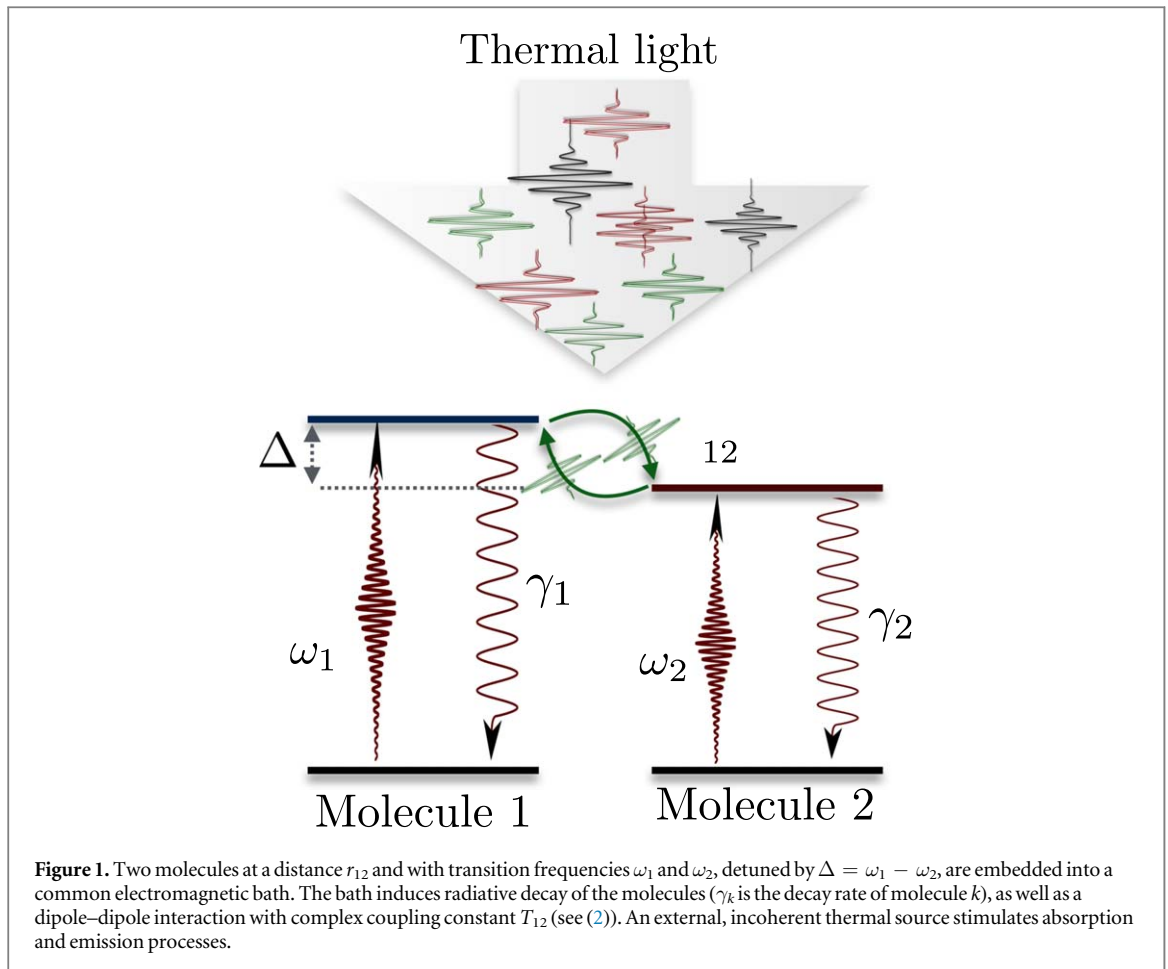 Thermal light
Δ
12
γ₁
γ₂
ω₁
ω₂
Molecule 1
Molecule 2
Figure 1. Two molecules at a distance r₁₂ and with transition frequencies ω₁ and ω₂, detuned by Δ = ω₁ − ω₂, are embedded into a
common electromagnetic bath. The bath induces radiative decay of the molecules (γₖ is the decay rate of molecule k), as well as a
dipole–dipole interaction with complex coupling constant T₁₂ (see (2)). An external, incoherent thermal source stimulates absorption
and emission processes.